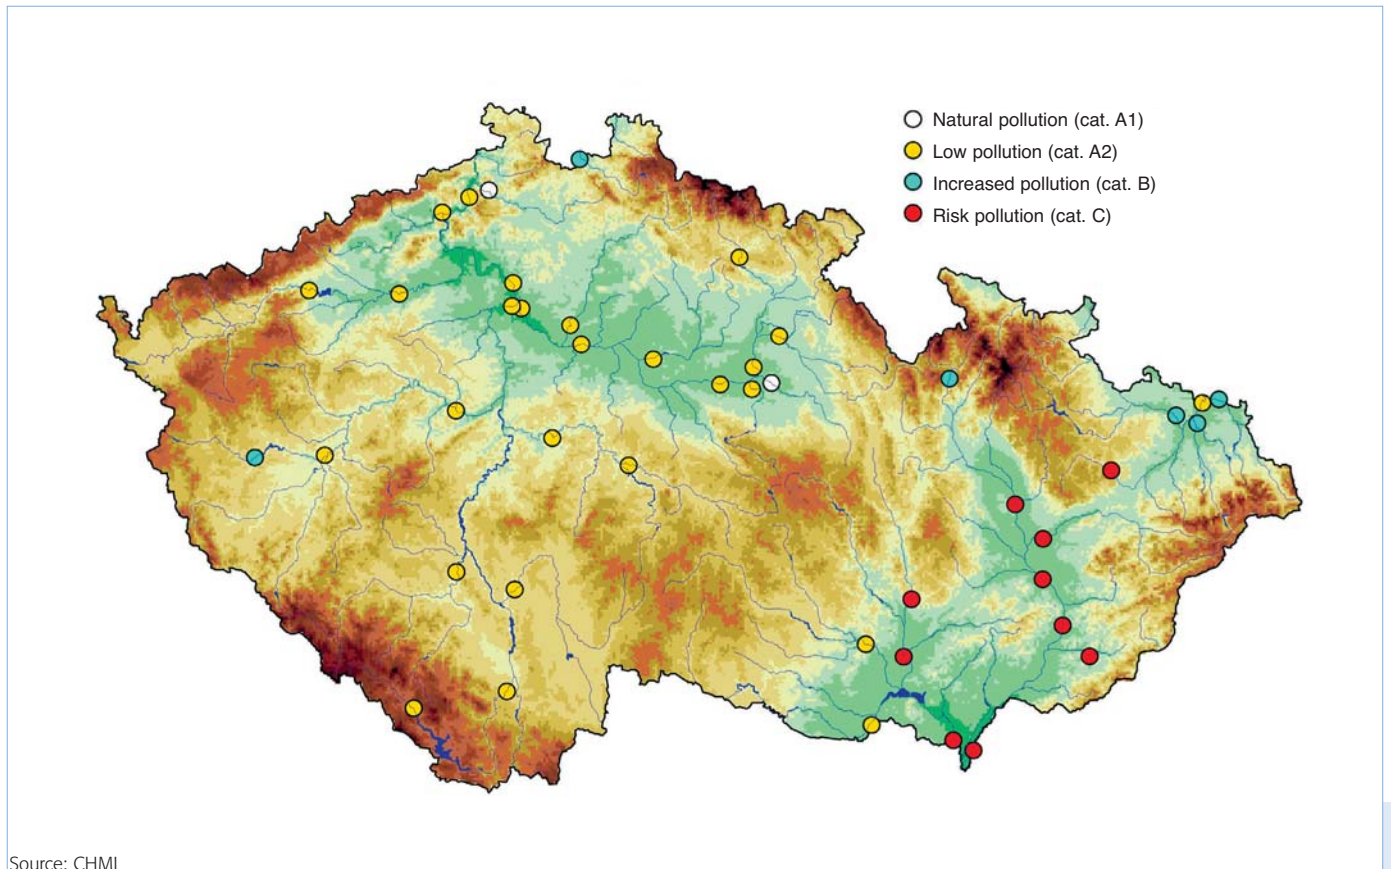 Natural pollution (cat. A1)
Low pollution (cat. A2)
Increased pollution (cat. B)
Risk pollution (cat. C)
Source: CHMI